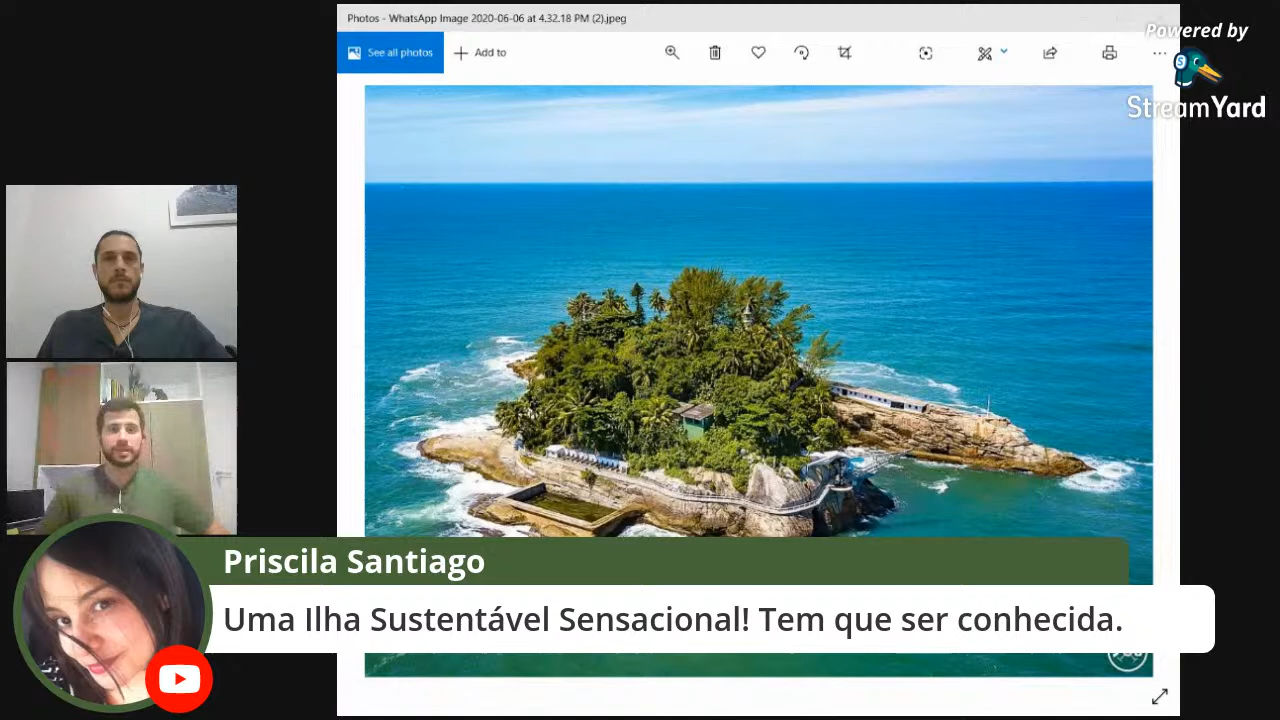 Photos - WhatsApp Image 2020-06-06 at 4.32.18 PM (2).jpeg
See all photos
Add to
Powered by
S
StreamYard
Priscila Santiago
Uma Ilha Sustentável Sensacional! Tem que ser conhecida.